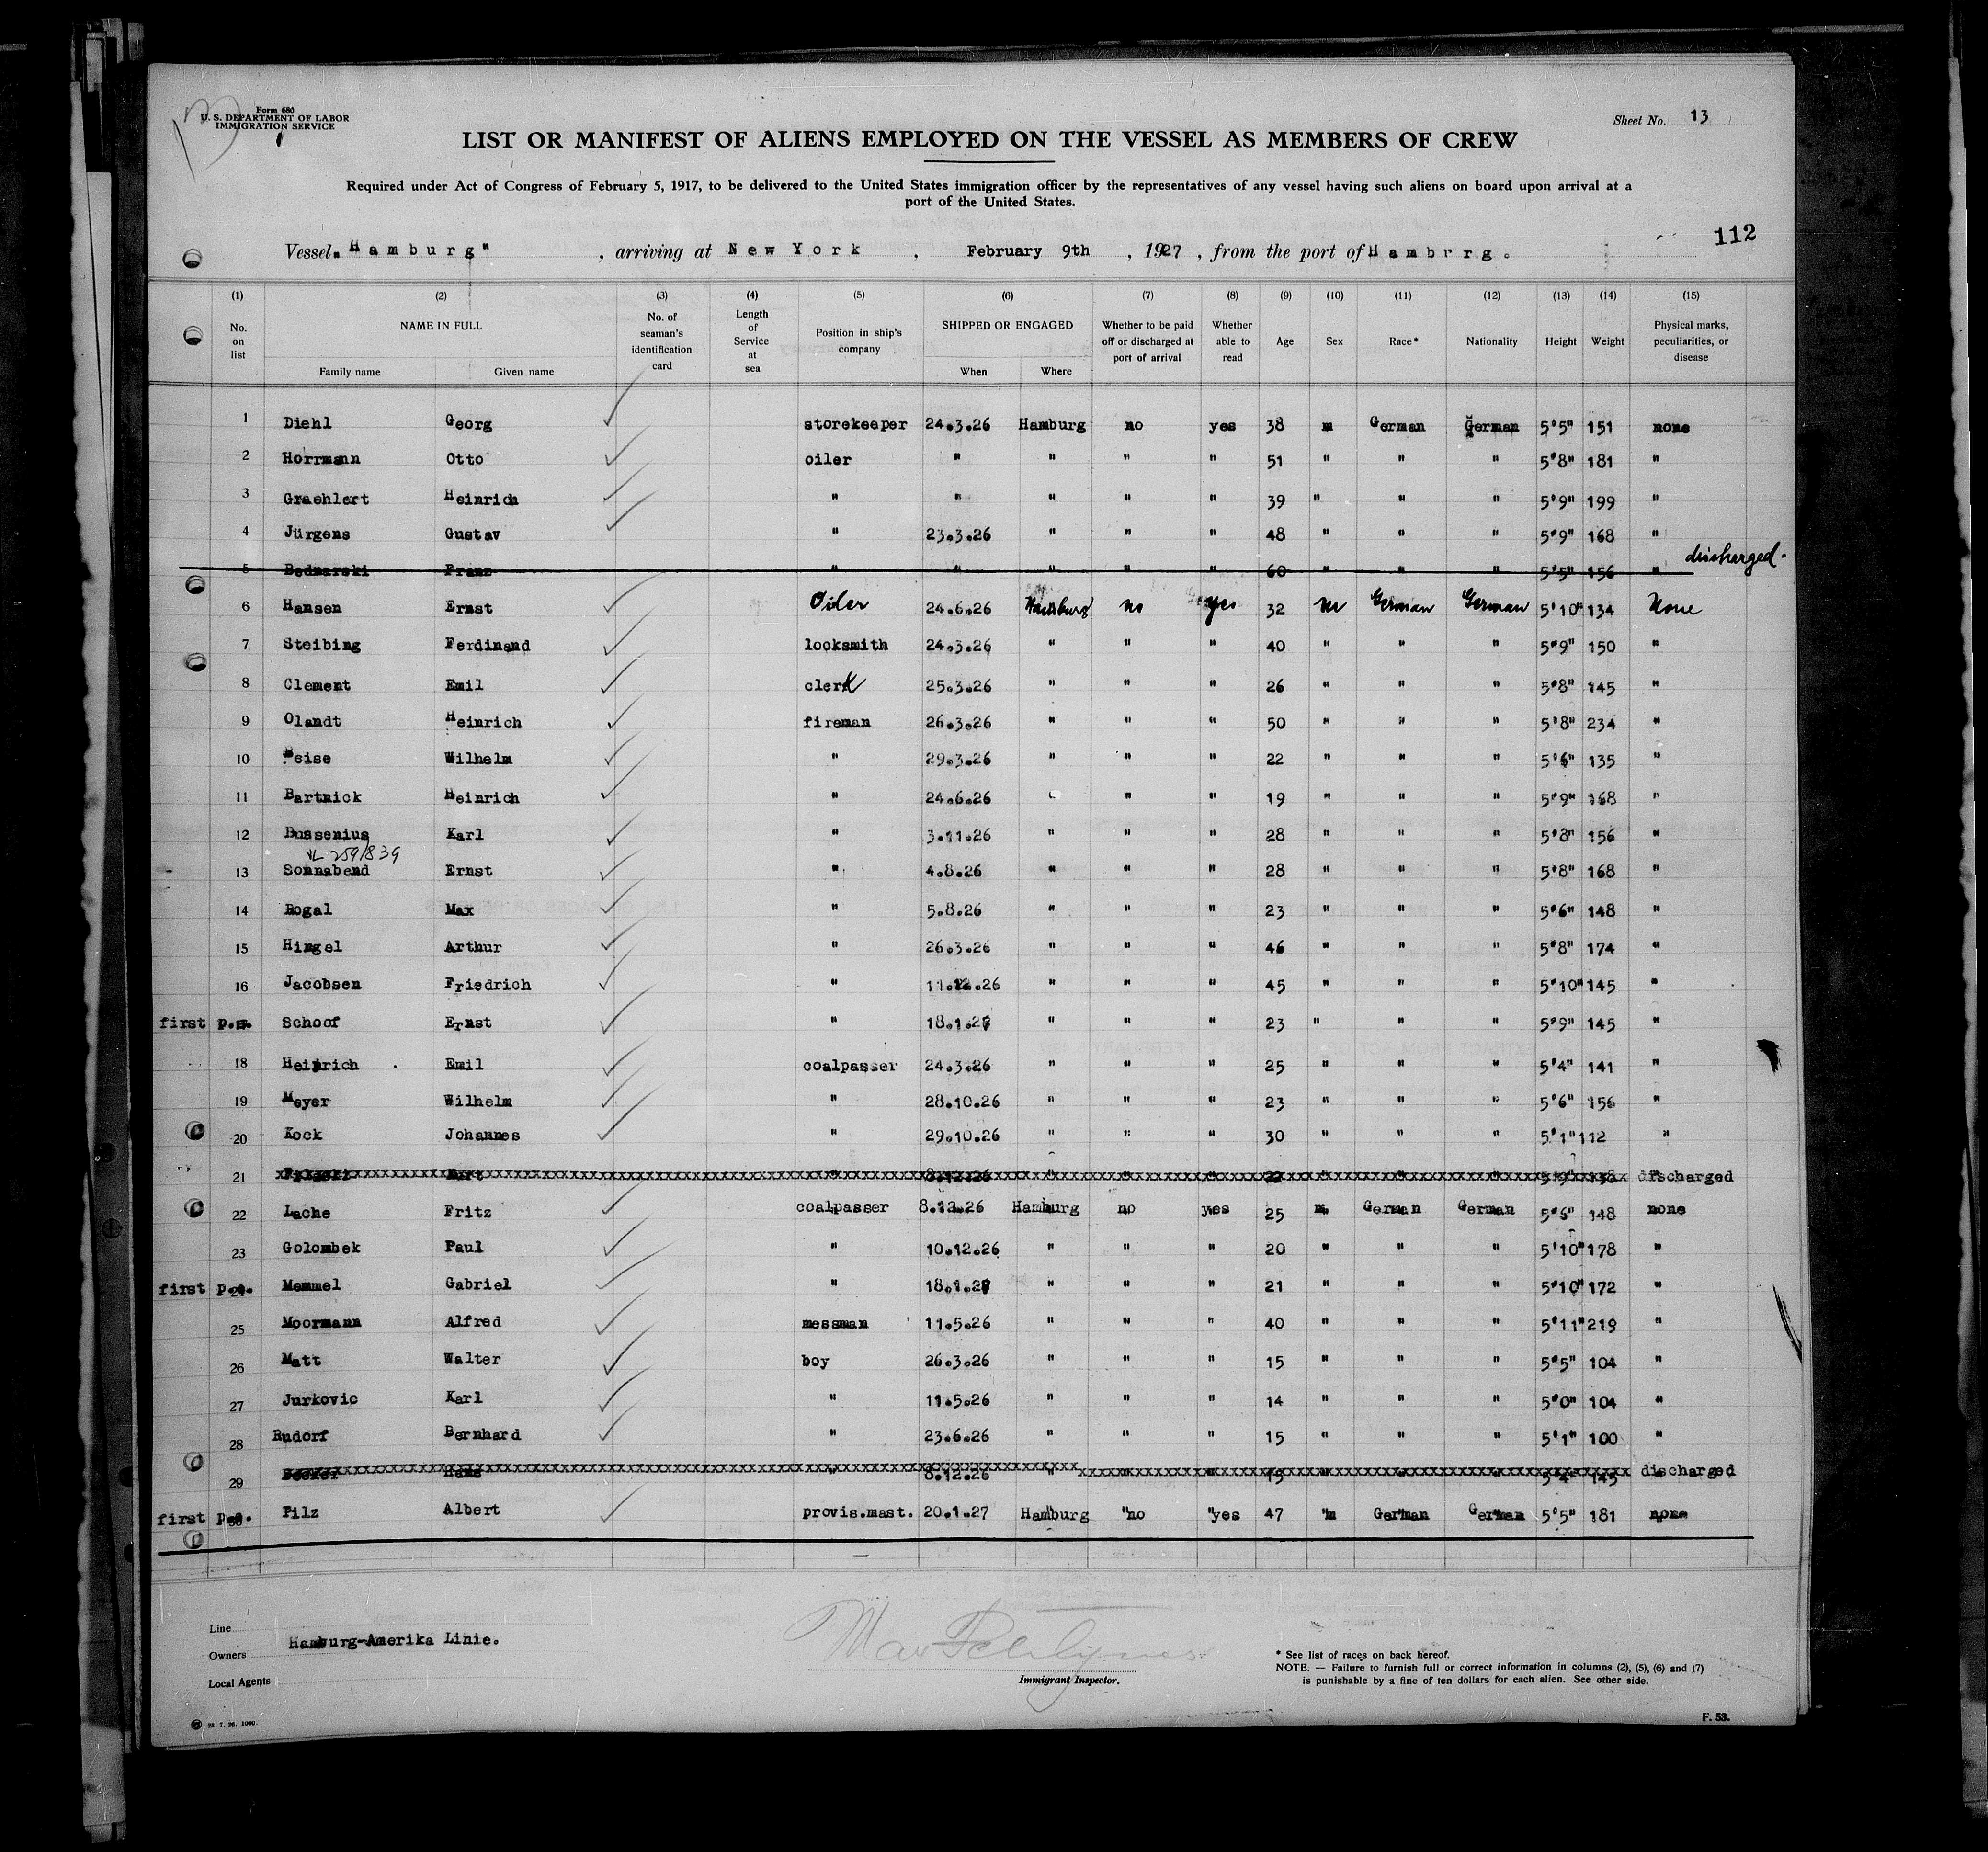 Form 680
U. S. DEPARTMENT OF LABOR
IMMIGRATION SERVICE
Sheet No. 13
LIST OR MANIFEST OF ALIENS EMPLOYED ON THE VESSEL AS MEMBERS OF CREW
Required under Act of Congress of February 5, 1917, to be delivered to the United States immigration officer by the representatives of any vessel having such aliens on board upon arrival at a
port of the United States.
112
Vessel "Hamburg" , arriving at New York , February 9th , 1927 , from the port of Hambrrg.
(1) (2) (3) (4) (5) (6) (7) (8) (9) (10) (11) (12) (13) (14) (15)
No. on list NAME IN FULL Family name Given name No. of seaman's identification card Length of Service at sea Position in ship's company SHIPPED OR ENGAGED When Where Whether to be paid off or discharged at port of arrival Whether able to read Age Sex Race* Nationality Height Weight Physical marks, peculiarities, or disease
1 Diehl Georg storekeeper 24.3.26 Hamburg no yes 38 m German German 5'5" 151 none
2 Horrmann Otto oiler " " " " 51 " " " 5'8" 181 "
3 Graehlert Heinrich " " " " " 39 " " " 5'9" 199 "
4 Jürgens Gustav " 23.3.26 " " " 48 " " " 5'9" 168 "
5 Bednarski Franz " " " " " 60 " " " 5'5" 156 " discharged.
6 Hansen Ernst Oiler 24.6.26 Hamburg no yes 32 m German German 5'10" 134 None
7 Steibing Ferdinand locksmith 24.3.26 " " " 40 " " " 5'9" 150 "
8 Clement Emil clerk 25.3.26 " " " 26 " " " 5'8" 145 "
9 Olandt Heinrich fireman 26.3.26 " " " 50 " " " 5'8" 234 "
10 Beise Wilhelm " 29.3.26 " " " 22 " " " 5'6" 135 "
11 Bartnick Heinrich " 24.6.26 " " " 19 " " " 5'9" 168 "
12 Bussenius Karl " 3.11.26 " " " 28 " " " 5'8" 156 "
VL 259/839
13 Sonnabend Ernst " 4.8.26 " " " 28 " " " 5'8" 168 "
14 Rogal Max " 5.8.26 " " " 23 " " " 5'6" 148 "
15 Hingel Arthur " 26.3.26 " " " 46 " " " 5'8" 174 "
16 Jacobsen Friedrich " 11.12.26 " " " 45 " " " 5'10" 145 "
first Schoof Ernst " 18.1.27 " " " 23 " " " 5'9" 145 "
18 Heinrich Emil coalpasser 24.3.26 " " " 25 " " " 5'4" 141 "
19 Meyer Wilhelm " 28.10.26 " " " 23 " " " 5'6" 156 "
20 Kock Johannes " 29.10.26 " " " 30 " " " 5'1" 112 "
21 " 8.12.26 " " " 22 " " " discharged
22 Lache Fritz coalpasser 8.12.26 Hamburg no yes 25 m German German 5'6" 148 none
23 Golombek Paul " 10.12.26 " " " 20 " " " 5'10" 178 "
first Memmel Gabriel " 18.1.27 " " " 21 " " " 5'10" 172 "
25 Moormann Alfred messman 11.5.26 " " " 40 " " " 5'11" 219 "
26 Matt Walter boy 26.3.26 " " " 15 " " " 5'5" 104 "
27 Jurkovic Karl " 11.5.26 " " " 14 " " " 5'0" 104 "
28 Rudorf Bernhard " 23.6.26 " " " 15 " " " 5'1" 100 "
29 Becker Hans " 8.12.26 " " " 15 " " " 5'4" 145 discharged
first Pilz Albert provis.mast. 20.1.27 Hamburg no yes 47 m German German 5'5" 181 none
Line
Owners Hamburg-Amerika Linie.
Local Agents
Immigrant Inspector.
* See list of races on back hereof.
NOTE. — Failure to furnish full or correct information in columns (2), (5), (6) and (7)
is punishable by a fine of ten dollars for each alien. See other side.
23. 7. 26. 1000.
F. 53.